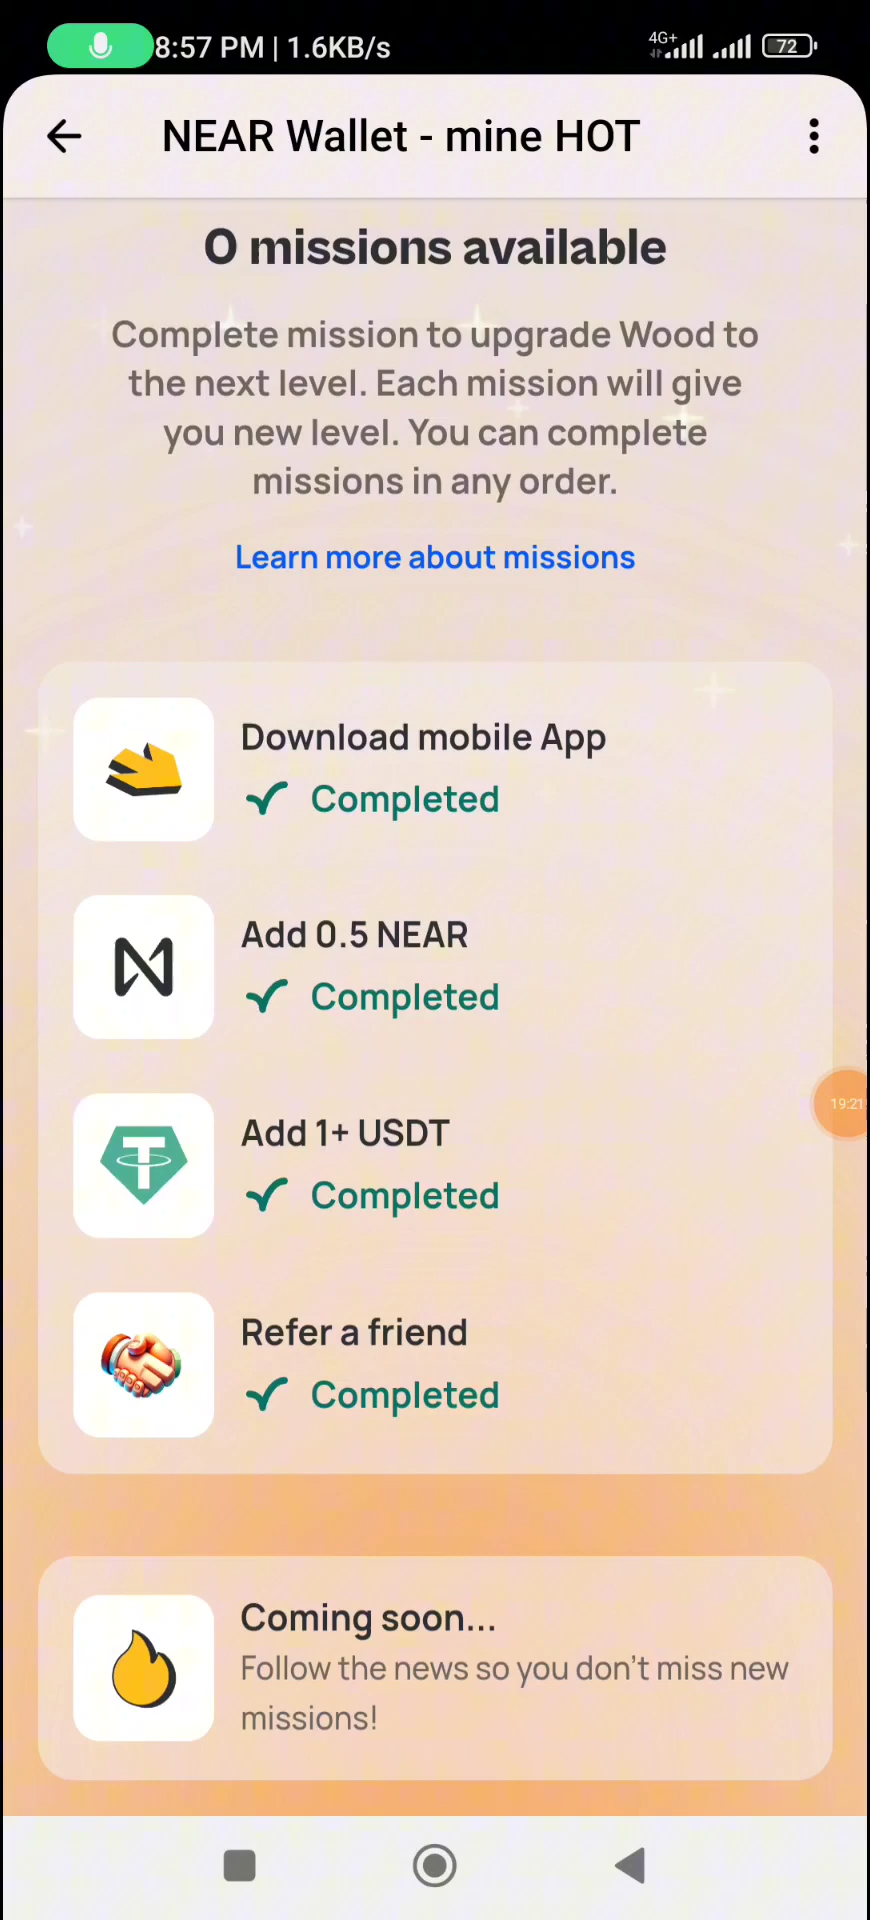 8:57 PM | 1.6KB/s
4G+
72
NEAR Wallet - mine HOT
0 missions available
Complete mission to upgrade Wood to
the next level. Each mission will give
you new level. You can complete
missions in any order.
Learn more about missions
Download mobile App
Completed
Add 0.5 NEAR
Completed
Add 1+ USDT
Completed
19:21
Refer a friend
Completed
Coming soon...
Follow the news so you don't miss new
missions!